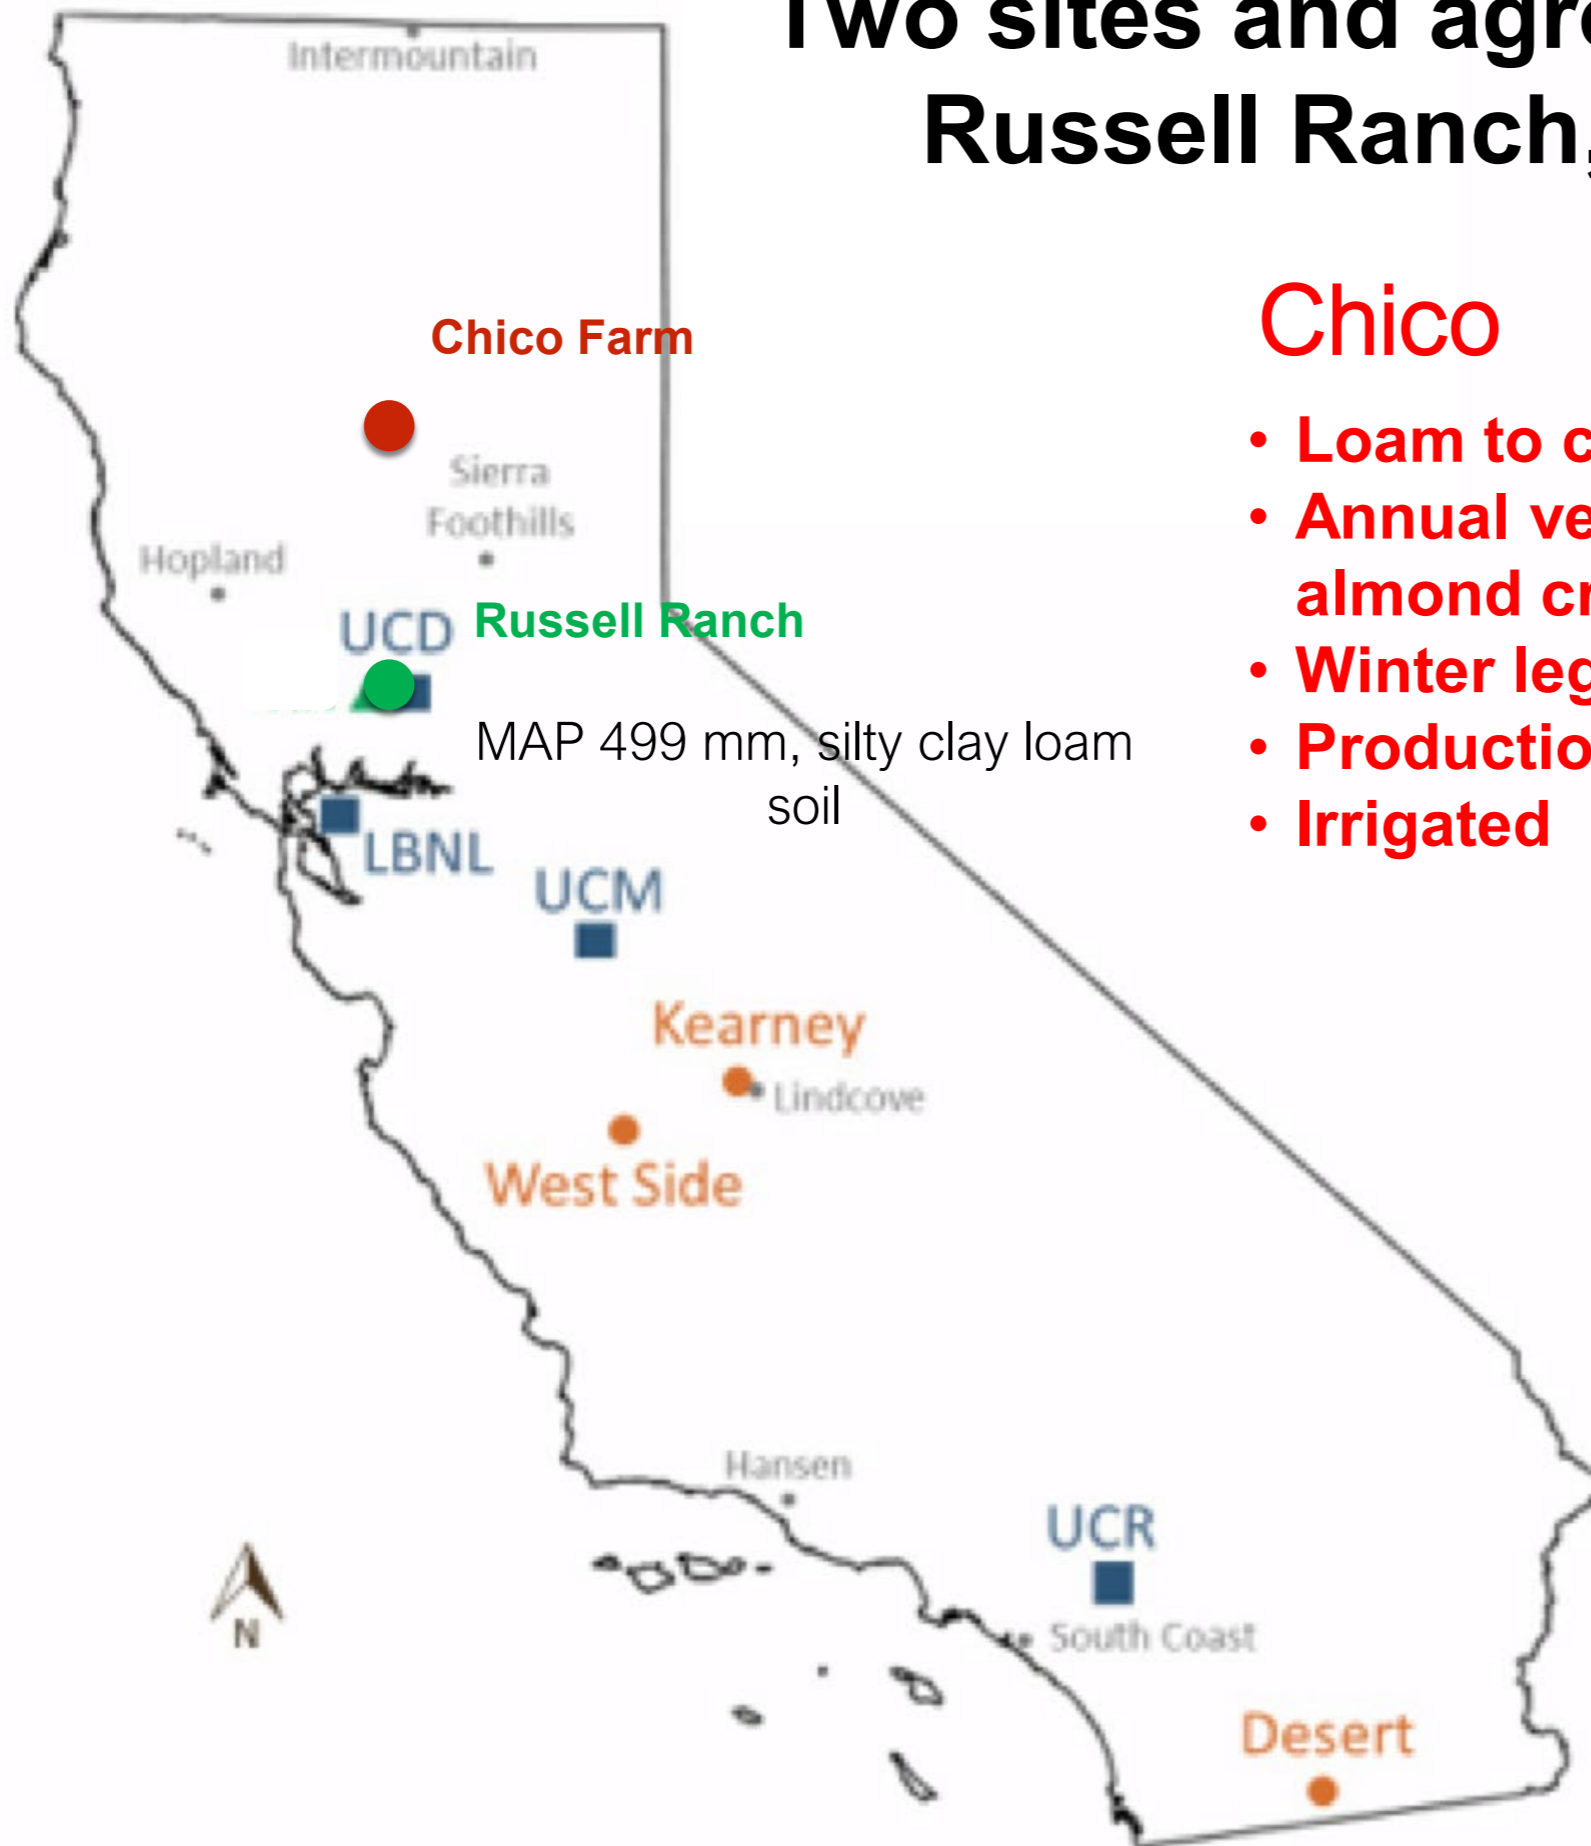 Two sites and agr
Russell Ranch,
Intermountain
Chico Farm
Chico
• Loam to c
• Annual ve
almond cr
• Winter leg
• Productio
• Irrigated
Sierra
Foothills
Hopland
UCD
Russell Ranch
MAP 499 mm, silty clay loam
soil
LBNL
UCM
Kearney
Lindcove
West Side
Hansen
UCR
South Coast
N
Desert